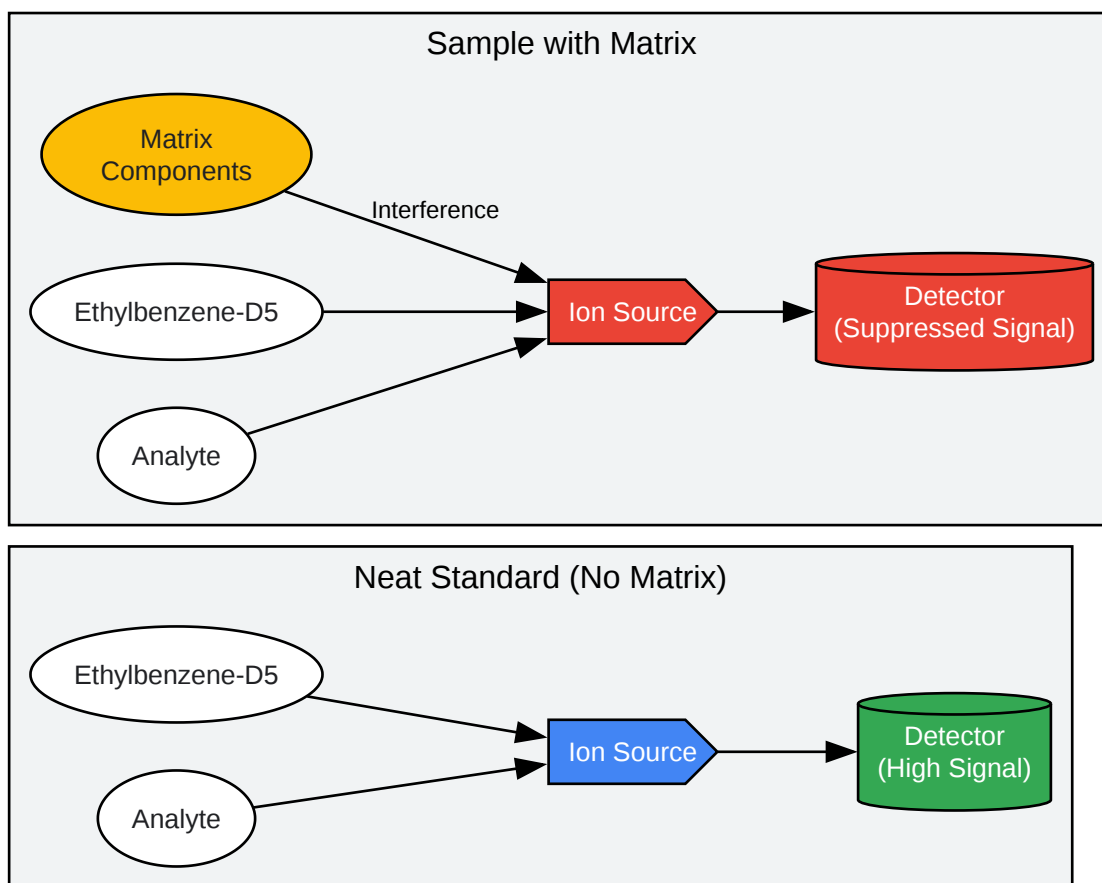 Sample with Matrix
Matrix
Components
Interference
Ethylbenzene-D5
Ion Source
Detector
(Suppressed Signal)
Analyte
Neat Standard (No Matrix)
Ethylbenzene-D5
Ion Source
Detector
(High Signal)
Analyte